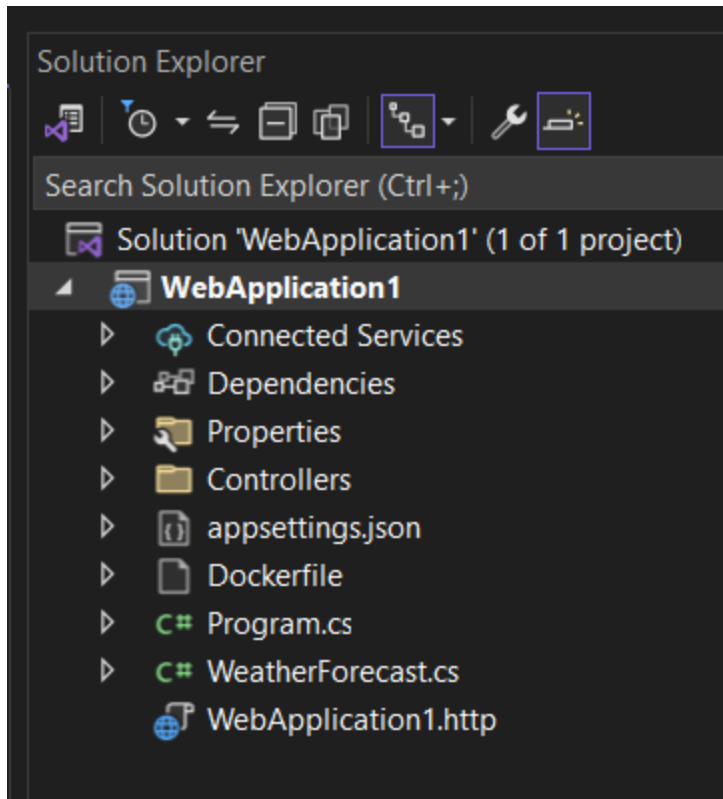 Solution Explorer
Search Solution Explorer (Ctrl+;)
Solution 'WebApplication1' (1 of 1 project)
WebApplication1
Connected Services
Dependencies
Properties
Controllers
appsettings.json
Dockerfile
C# Program.cs
C# WeatherForecast.cs
WebApplication1.http